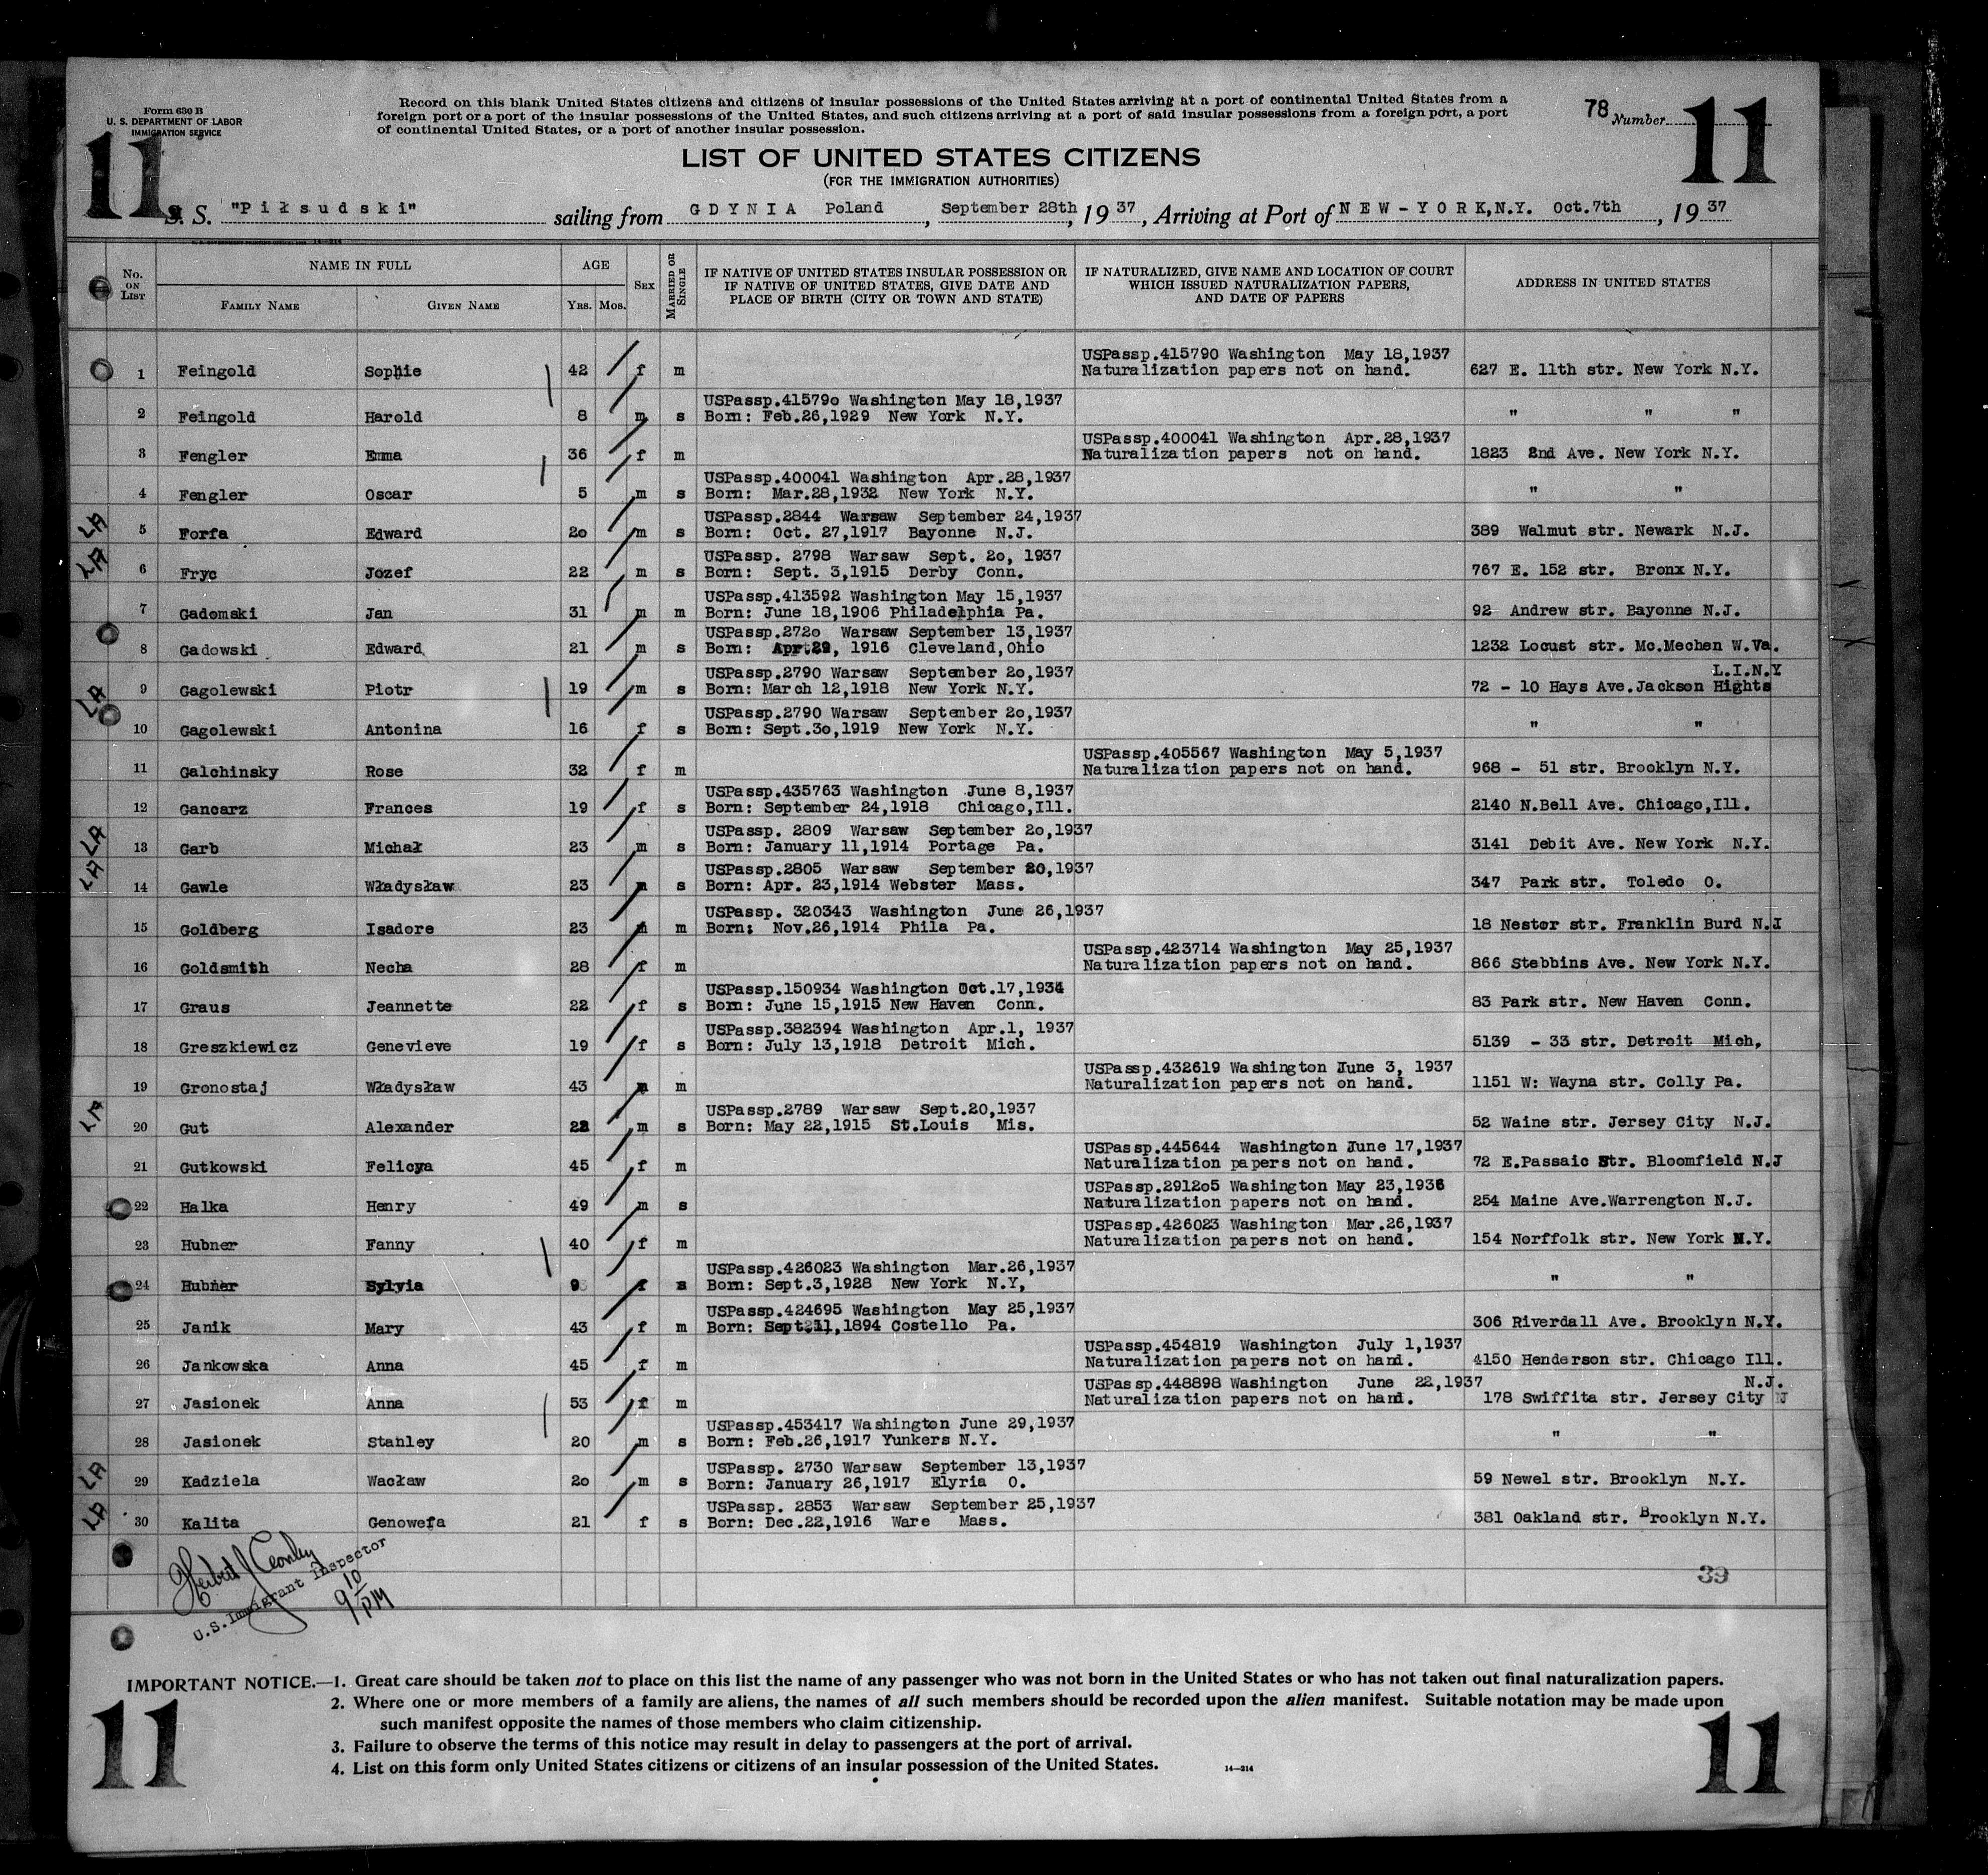 Form 630 B
U. S. DEPARTMENT OF LABOR
IMMIGRATION SERVICE
Record on this blank United States citizens and citizens of insular possessions of the United States arriving at a port of continental United States from a
foreign port or a port of the insular possessions of the United States, and such citizens arriving at a port of said insular possessions from a foreign port, a port
of continental United States, or a port of another insular possession.
78 Number 11
11
LIST OF UNITED STATES CITIZENS
(FOR THE IMMIGRATION AUTHORITIES)
S. S. "Piłsudski" sailing from GDYNIA Poland, September 28th, 1937, Arriving at Port of NEW-YORK,N.Y. Oct.7th, 1937
No. ON LIST
NAME IN FULL
FAMILY NAME GIVEN NAME
AGE
YRS. MOS.
SEX
MARRIED OR SINGLE
IF NATIVE OF UNITED STATES INSULAR POSSESSION OR
IF NATIVE OF UNITED STATES, GIVE DATE AND
PLACE OF BIRTH (CITY OR TOWN AND STATE)
IF NATURALIZED, GIVE NAME AND LOCATION OF COURT
WHICH ISSUED NATURALIZATION PAPERS,
AND DATE OF PAPERS
ADDRESS IN UNITED STATES
USPassp.415790 Washington May 18,1937
1 Feingold Sophie 42 f m Naturalization papers not on hand. 627 E. 11th str. New York N.Y.
USPassp.41579o Washington May 18,1937
2 Feingold Harold 8 m s Born: Feb.26,1929 New York N.Y. " " "
USPassp.400041 Washington Apr.28,1937
3 Fengler Emma 36 f m Naturalization papers not on hand. 1823 2nd Ave. New York N.Y.
USPassp.400041 Washington Apr.28,1937
4 Fengler Oscar 5 m s Born: Mar.28,1932 New York N.Y. " "
USPassp.2844 Warsaw September 24,1937
LA 5 Forfa Edward 2o m s Born: Oct. 27,1917 Bayonne N.J. 389 Walmut str. Newark N.J.
USPassp. 2798 Warsaw Sept. 2o, 1937
LA 6 Fryc Jozef 22 m s Born: Sept. 3,1915 Derby Conn. 767 E. 152 str. Bronx N.Y.
USPassp.413592 Washington May 15,1937
7 Gadomski Jan 31 m m Born: June 18,1906 Philadelphia Pa. 92 Andrew str. Bayonne N.J.
USPassp.272o Warsaw September 13,1937
8 Gadowski Edward 21 m s Born: Apr.29, 1916 Cleveland,Ohio 1232 Locust str. Mc.Mechen W.Va.
USPassp.2790 Warsaw September 2o,1937 L.I.N.Y
LA 9 Gagolewski Piotr 19 m s Born: March 12,1918 New York N.Y. 72 - 10 Hays Ave.Jackson Hights
USPassp.2790 Warsaw September 2o,1937
10 Gagolewski Antonina 16 f s Born: Sept.3o,1919 New York N.Y. " "
USPassp.405567 Washington May 5,1937
11 Galchinsky Rose 32 f m Naturalization papers not on hand. 968 - 51 str. Brooklyn N.Y.
USPassp.435763 Washington June 8,1937
12 Gancarz Frances 19 f s Born: September 24,1918 Chicago,Ill. 2140 N.Bell Ave. Chicago,Ill.
USPassp. 2809 Warsaw September 2o,1937
LA 13 Garb Michał 23 m s Born: January 11,1914 Portage Pa. 3141 Debit Ave. New York N.Y.
USPassp.2805 Warsaw September 20,1937
LA 14 Gawle Władysław 23 m s Born: Apr. 23,1914 Webster Mass. 347 Park str. Toledo O.
USPassp. 320343 Washington June 26,1937
15 Goldberg Isadore 23 m m Born: Nov.26,1914 Phila Pa. 18 Nestor str. Franklin Burd N.J
USPassp.423714 Washington May 25,1937
16 Goldsmith Necha 28 f m Naturalization papers not on hand. 866 Stebbins Ave. New York N.Y.
USPassp.150934 Washington Oct.17,1934
17 Graus Jeannette 22 f s Born: June 15,1915 New Haven Conn. 83 Park str. New Haven Conn.
USPassp.382394 Washington Apr.1, 1937
18 Greszkiewicz Genevieve 19 f s Born: July 13,1918 Detroit Mich. 5139 - 33 str. Detroit Mich,
USPassp.432619 Washington June 3, 1937
19 Gronostaj Władysław 43 m m Naturalization papers not on hand. 1151 W: Wayna str. Colly Pa.
USPassp.2789 Warsaw Sept.20,1937
LA 20 Gut Alexander 22 m s Born: May 22,1915 St.Louis Mis. 52 Waine str. Jersey City N.J.
USPassp.445644 Washington June 17,1937
21 Gutkowski Felicya 45 f m Naturalization papers not on hand. 72 E.Passaic Str. Bloomfield N.J
USPassp.2912o5 Washington May 23,1936
22 Halka Henry 49 m s Naturalization papers not on hand. 254 Maine Ave.Warrengton N.J.
USPassp.426023 Washington Mar.26,1937
23 Hubner Fanny 40 f m Naturalization papers not on hand. 154 Norffolk str. New York N.Y.
USPassp.426023 Washington Mar.26,1937
24 Hubner Sylvia 9 f s Born: Sept.3,1928 New York N.Y, " "
USPassp.424695 Washington May 25,1937
25 Janik Mary 43 f m Born: Sept.11,1894 Costello Pa. 306 Riverdall Ave. Brooklyn N.Y.
USPassp.454819 Washington July 1,1937
26 Jankowska Anna 45 f m Naturalization papers not on hand. 4150 Henderson str. Chicago Ill.
USPassp.448898 Washington June 22,1937 N.J.
27 Jasionek Anna 53 f m Naturalization papers not on hand. 178 Swiffita str. Jersey City J
USPassp.453417 Washington June 29,1937
28 Jasionek Stanley 20 m s Born: Feb.26,1917 Yunkers N.Y. " "
USPassp. 2730 Warsaw September 13,1937
LA 29 Kadziela Wacław 2o m s Born: January 26,1917 Elyria O. 59 Newel str. Brooklyn N.Y.
USPassp. 2853 Warsaw September 25,1937
LA 30 Kalita Genowefa 21 f s Born: Dec.22,1916 Ware Mass. 381 Oakland str. Brooklyn N.Y.
U.S.Immigrant Inspector
9 10 PM
39
IMPORTANT NOTICE.—1. Great care should be taken not to place on this list the name of any passenger who was not born in the United States or who has not taken out final naturalization papers.
2. Where one or more members of a family are aliens, the names of all such members should be recorded upon the alien manifest. Suitable notation may be made upon
such manifest opposite the names of those members who claim citizenship.
3. Failure to observe the terms of this notice may result in delay to passengers at the port of arrival.
4. List on this form only United States citizens or citizens of an insular possession of the United States.
14—214
11 11